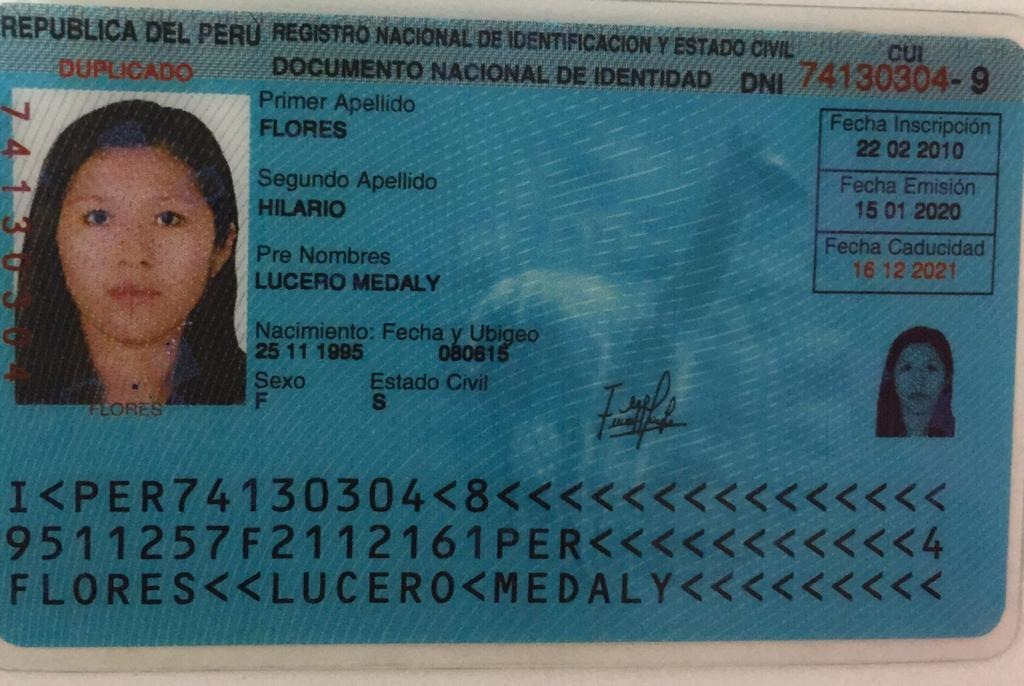 REPUBLICA DEL PERÚ REGISTRO NACIONAL DE IDENTIFICACION Y ESTADO CIVIL
CUI
DUPLICADO
DOCUMENTO NACIONAL DE IDENTIDAD DNI 74130304-9
74130304
Primer Apellido
FLORES
Segundo Apellido
HILARIO
Pre Nombres
LUCERO MEDALY
Nacimiento: Fecha y Ubigeo
25 11 1995 080615
Sexo Estado Civil
F S
FLORES
Fecha Inscripción
22 02 2010
Fecha Emisión
15 01 2020
Fecha Caducidad
16 12 2021
I<PER74130304<8<<<<<<<<<<<<<<<
9511257F2112161PER<<<<<<<<<<<4
FLORES<<LUCERO<MEDALY<<<<<<<<<